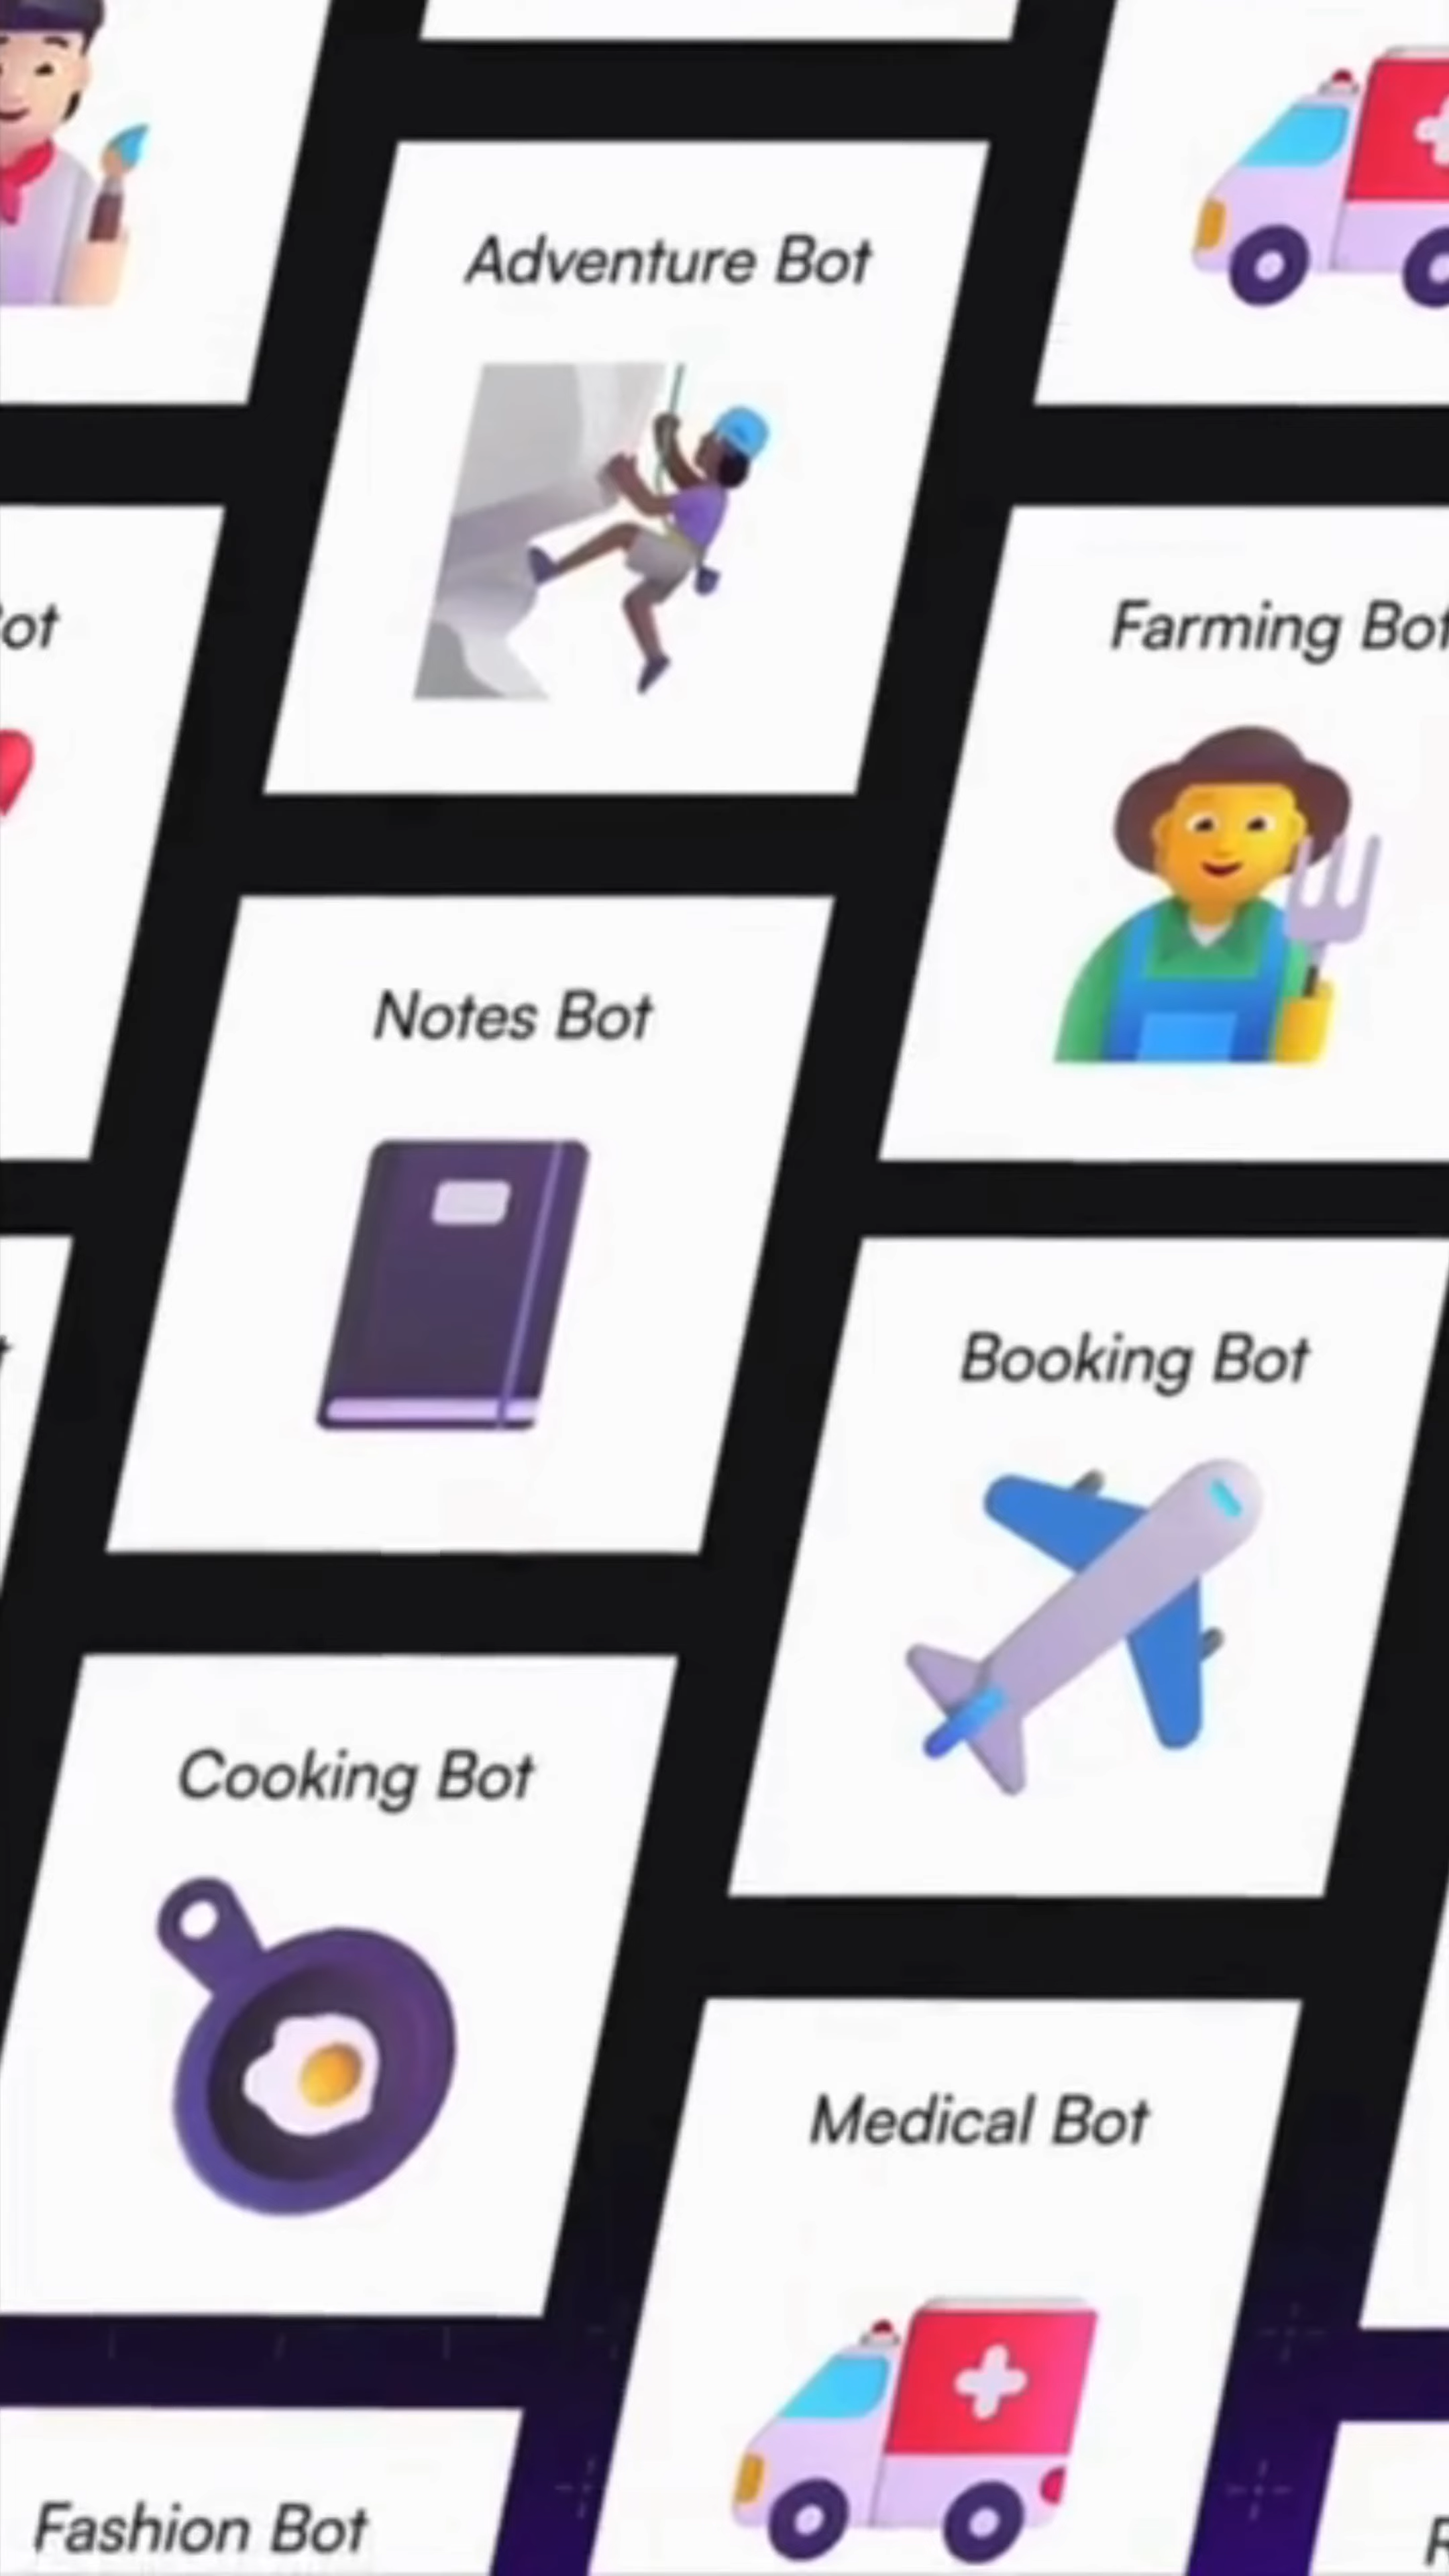 Adventure Bot
Farming Bot
Notes Bot
Booking Bot
Cooking Bot
Medical Bot
Fashion Bot